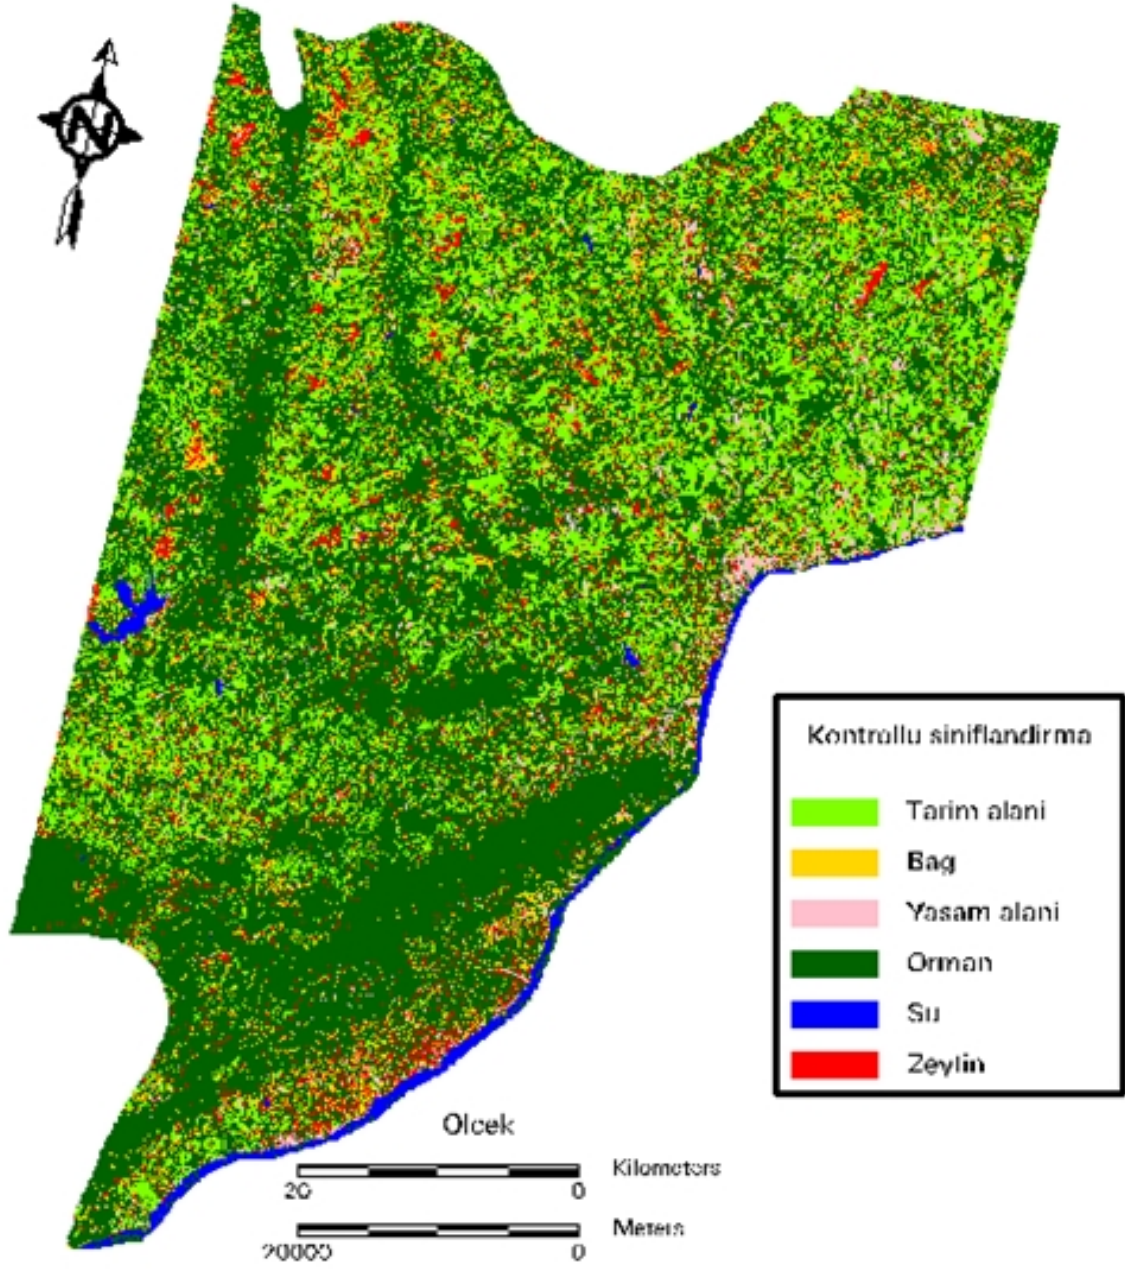 N
Kontrollu siniflandirma
Tarim alani
Bag
Yasam alani
Orman
Su
Zeytin
Olcek
Kilometers
20 0
Meters
20000 0